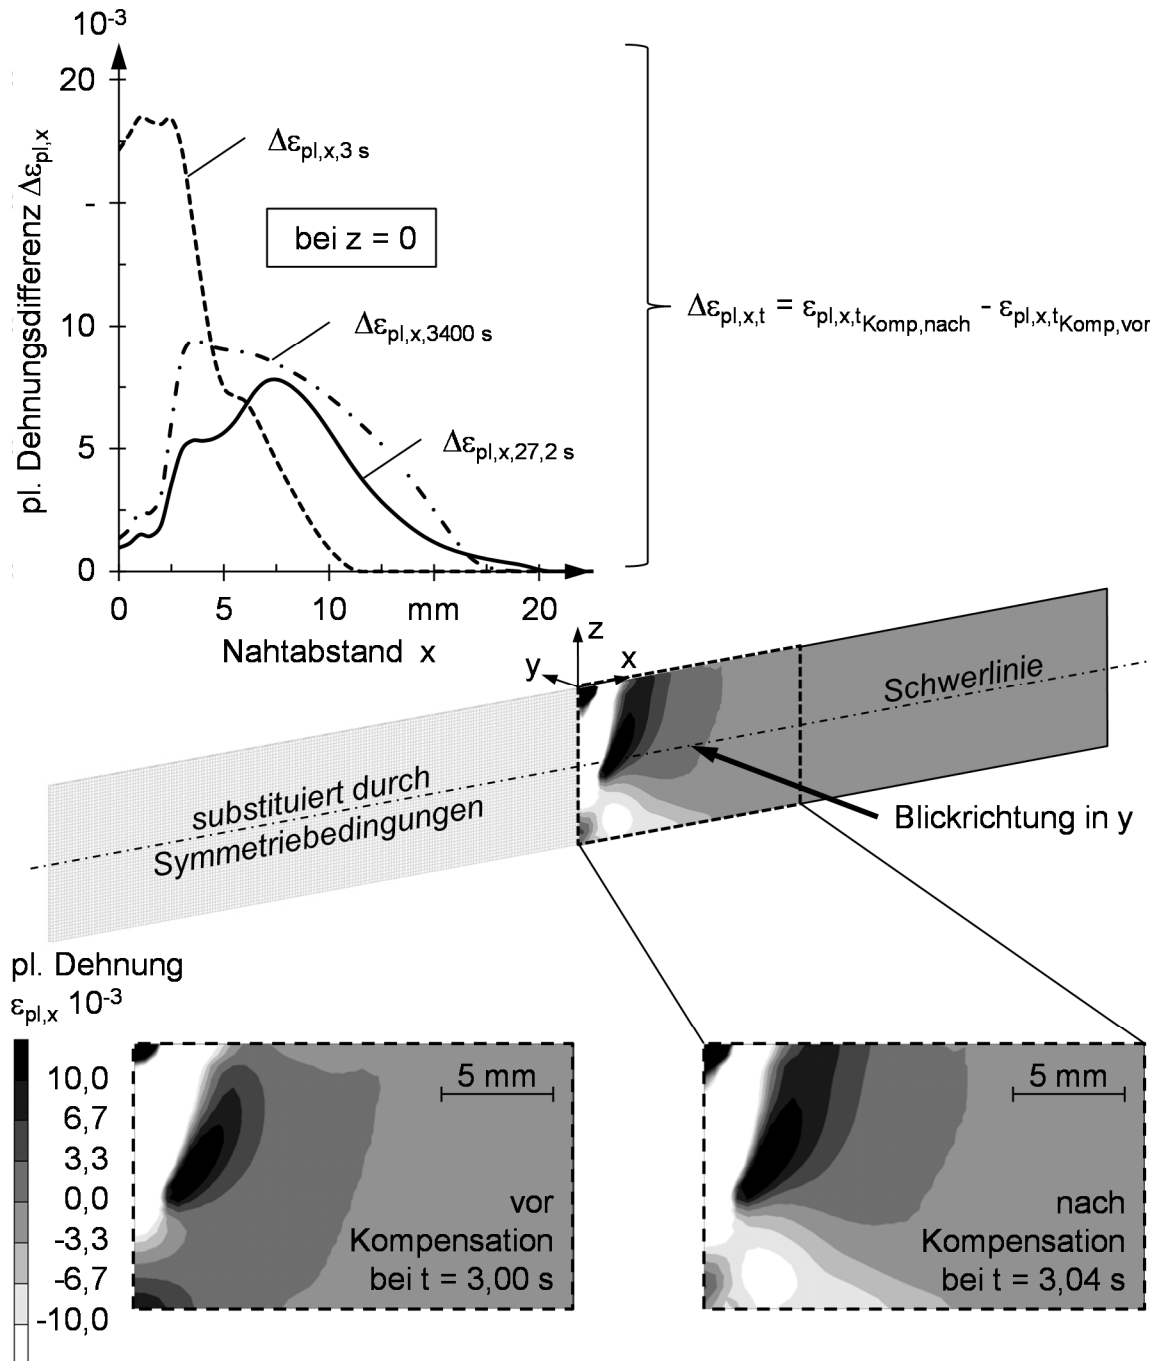 10-3
20
-
10
5
0
pl. Dehnungsdifferenz Δεpl,x
Δεpl,x,3 s
bei z = 0
Δεpl,x,3400 s
Δεpl,x,27,2 s
Δεpl,x,t = εpl,x,tKomp,nach - εpl,x,tKomp,vor
0 5 10 mm 20
Nahtabstand x
z
y
x
Schwerlinie
substituiert durch
Symmetriebedingungen
Blickrichtung in y
pl. Dehnung
εpl,x 10-3
10,0
6,7
3,3
0,0
-3,3
-6,7
-10,0
5 mm
vor
Kompensation
bei t = 3,00 s
5 mm
nach
Kompensation
bei t = 3,04 s